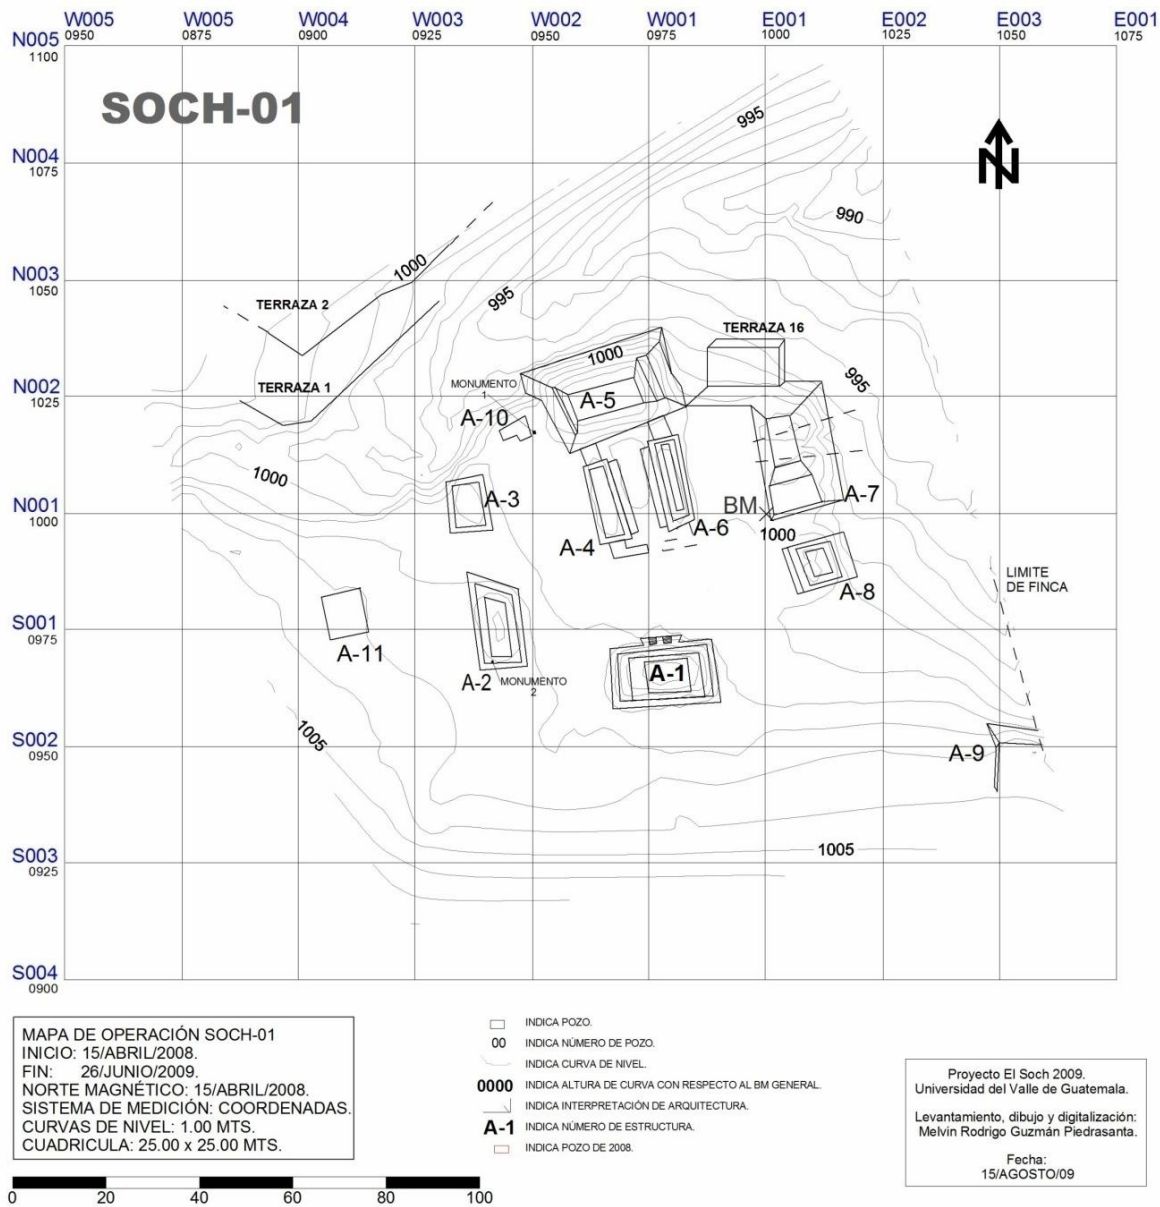 W005 W005 W004 W003 W002 W001 E001 E002 E003 E001
0950 0875 0900 0925 0950 0975 1000 1025 1050 1075
N005
1100
SOCH-01
995
N
N004
1075
990
N003
1050
1000
TERRAZA 2
995
TERRAZA 16
1000
995
N002
1025
TERRAZA 1
MONUMENTO
1
A-5
A-10
1000
A-3
A-7
N001
1000
BM
A-6
1000
A-4
A-8
LIMITE
DE FINCA
S001
0975
A-11
A-1
A-2
MONUMENTO
2
1005
S002
0950
A-9
S003
0925
1005
S004
0900
MAPA DE OPERACIÓN SOCH-01
INICIO: 15/ABRIL/2008.
FIN: 26/JUNIO/2009.
NORTE MAGNÉTICO: 15/ABRIL/2008.
SISTEMA DE MEDICIÓN: COORDENADAS.
CURVAS DE NIVEL: 1.00 MTS.
CUADRICULA: 25.00 x 25.00 MTS.
INDICA POZO.
00 INDICA NÚMERO DE POZO.
INDICA CURVA DE NIVEL.
0000 INDICA ALTURA DE CURVA CON RESPECTO AL BM GENERAL.
INDICA INTERPRETACIÓN DE ARQUITECTURA.
A-1 INDICA NÚMERO DE ESTRUCTURA.
INDICA POZO DE 2008.
Proyecto El Soch 2009.
Universidad del Valle de Guatemala.
Levantamiento, dibujo y digitalización:
Melvin Rodrigo Guzmán Piedrasanta.
Fecha:
15/AGOSTO/09
0 20 40 60 80 100